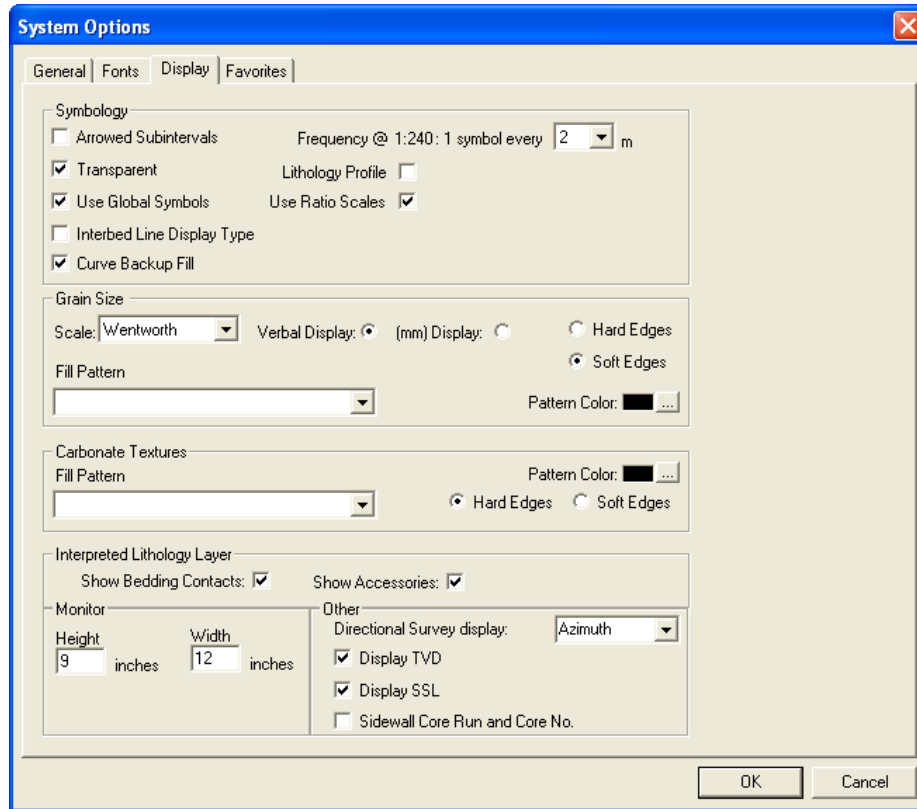 System Options
General Fonts Display Favorites
Symbology
Arrowed Subintervals Frequency @ 1:240: 1 symbol every 2 m
Transparent Lithology Profile
Use Global Symbols Use Ratio Scales
Interbed Line Display Type
Curve Backup Fill
Grain Size
Scale: Wentworth Verbal Display: (mm) Display: Hard Edges
Soft Edges
Fill Pattern
Pattern Color: ...
Carbonate Textures
Fill Pattern Pattern Color: ...
Hard Edges Soft Edges
Interpreted Lithology Layer
Show Bedding Contacts: Show Accessories:
Monitor
Height Width
9 inches 12 inches
Other
Directional Survey display: Azimuth
Display TVD
Display SSL
Sidewall Core Run and Core No.
OK Cancel